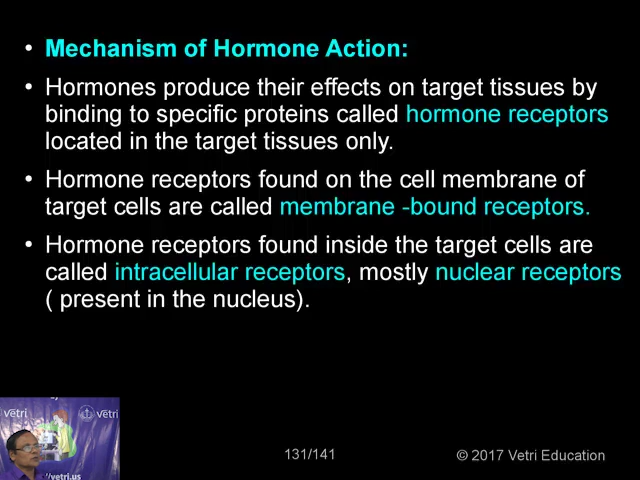 • Mechanism of Hormone Action:
• Hormones produce their effects on target tissues by
binding to specific proteins called hormone receptors
located in the target tissues only.
• Hormone receptors found on the cell membrane of
target cells are called membrane -bound receptors.
• Hormone receptors found inside the target cells are
called intracellular receptors, mostly nuclear receptors
( present in the nucleus).
Vetri
Vetri
//vetri.us
131/141
© 2017 Vetri Education